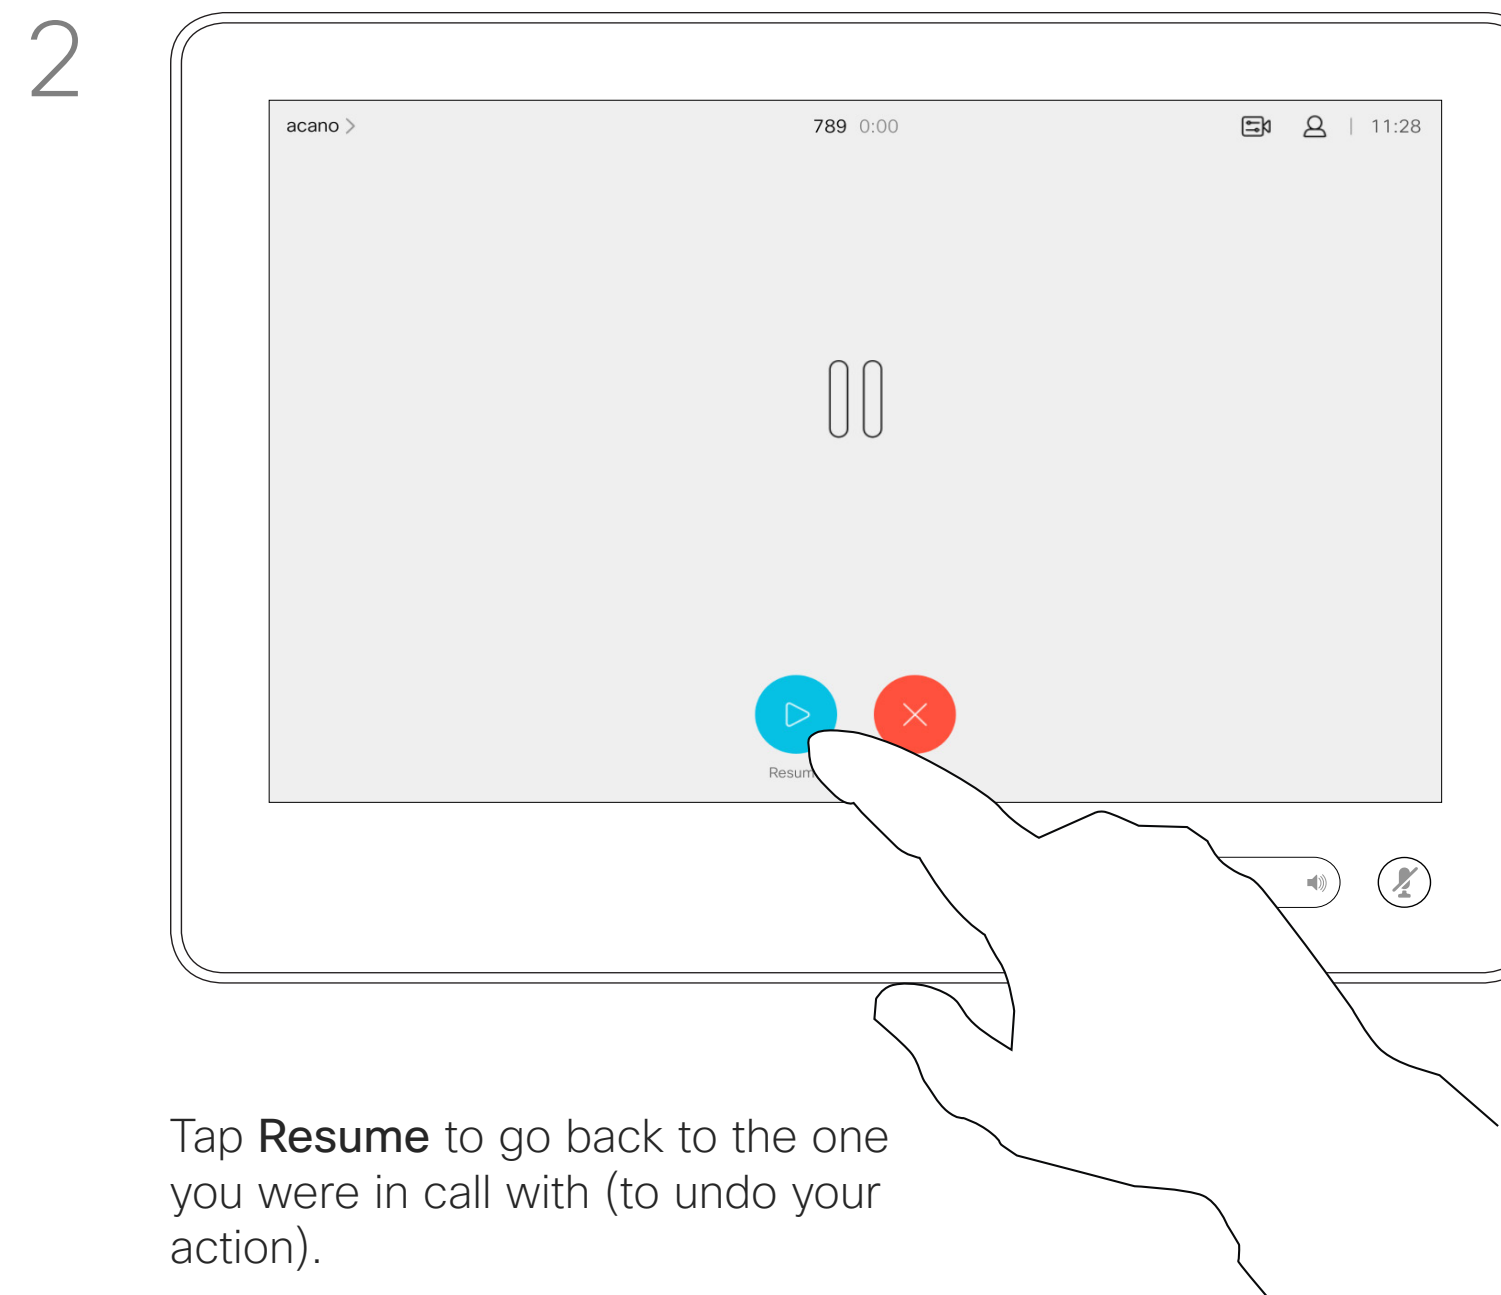 2
acano
789 0:00
11:28
Resum
Tap Resume to go back to the one
you were in call with (to undo your
action).